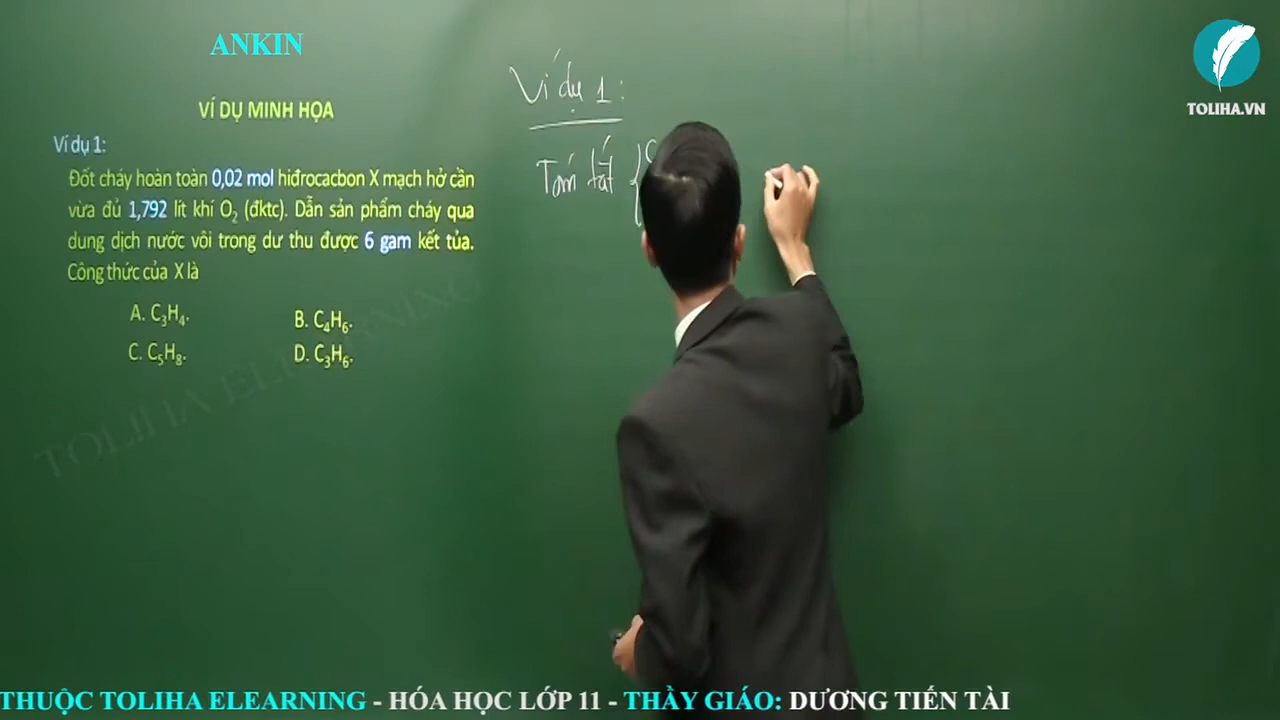 ANKIN
VÍ DỤ MINH HỌA
Ví dụ 1:
Đốt cháy hoàn toàn 0,02 mol hiđrocacbon X mạch hở cần
vừa đủ 1,792 lít khí O₂ (đktc). Dẫn sản phẩm cháy qua
dung dịch nước vôi trong dư thu được 6 gam kết tủa.
Công thức của X là
A. C₃H₄.
B. C₄H₆.
C. C₅H₈.
D. C₃H₆.
TOLIHA ELEARNING
Ví dụ 1:
Tóm tắt {
TOLIHA.VN
THUỘC TOLIHA ELEARNING - HÓA HỌC LỚP 11 - THẦY GIÁO: DƯƠNG TIẾN TÀI